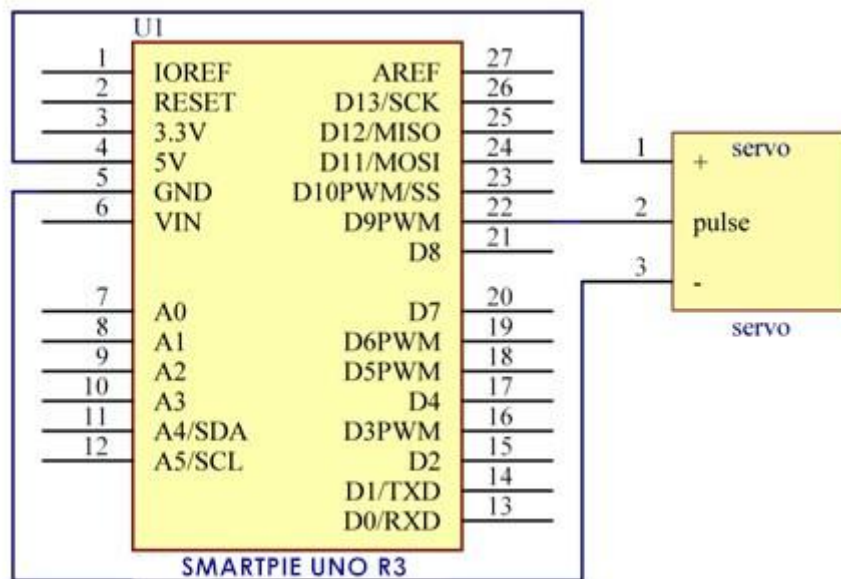 U1
1 IOREF AREF 27
2 RESET D13/SCK 26
3 3.3V D12/MISO 25
4 5V D11/MOSI 24
5 GND D10PWM/SS 23
6 VIN D9PWM 22
D8 21
7 A0 D7 20
8 A1 D6PWM 19
9 A2 D5PWM 18
10 A3 D4 17
11 A4/SDA D3PWM 16
12 A5/SCL D2 15
D1/TXD 14
D0/RXD 13
SMARTPIE UNO R3
servo
1 +
2 pulse
3 -
servo